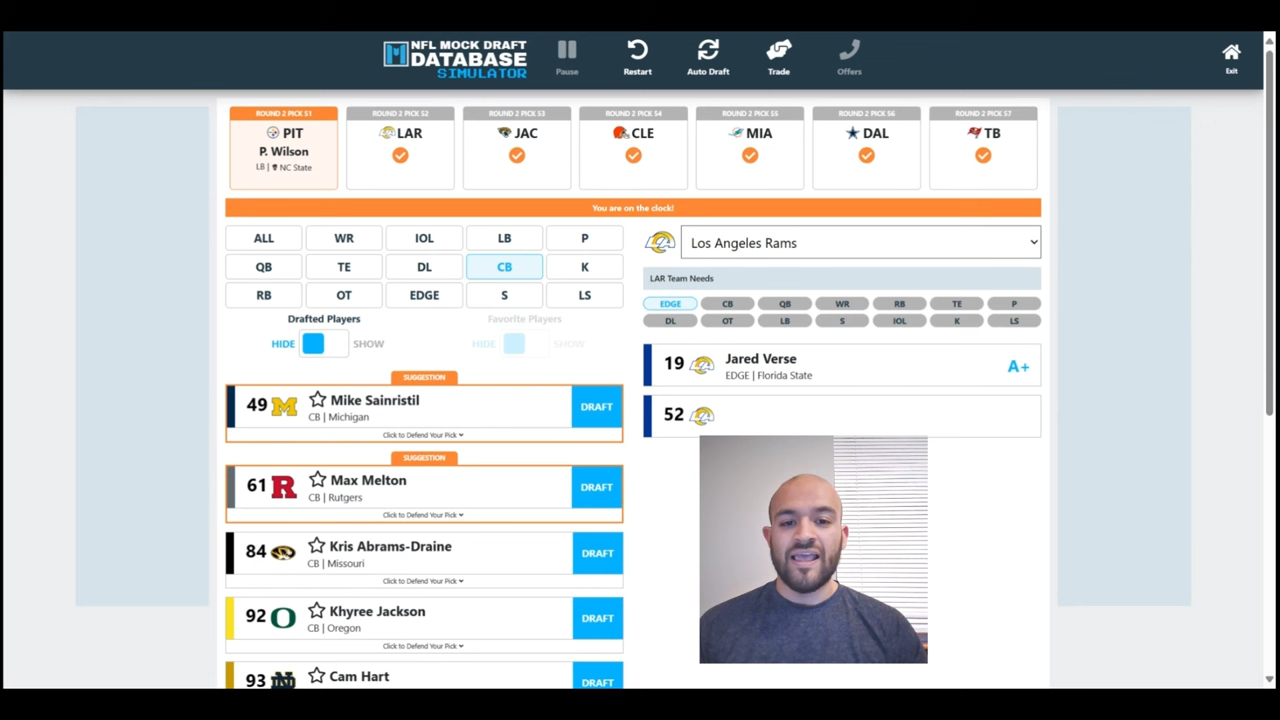 NFL MOCK DRAFT
DATABASE
SIMULATOR
Pause
Restart
Auto Draft
Trade
Offers
Exit
ROUND 2 PICK 51
PIT
P. Wilson
LB | NC State
ROUND 2 PICK 52
LAR
ROUND 2 PICK 53
JAC
ROUND 2 PICK 54
CLE
ROUND 2 PICK 55
MIA
ROUND 2 PICK 56
DAL
ROUND 2 PICK 57
TB
You are on the clock!
ALL WR IOL LB P
QB TE DL CB K
RB OT EDGE S LS
Drafted Players
HIDE SHOW
Favorite Players
HIDE SHOW
SUGGESTION
49 M Mike Sainristil
CB | Michigan
DRAFT
Click to Defend Your Pick
SUGGESTION
61 R Max Melton
CB | Rutgers
DRAFT
Click to Defend Your Pick
84 Kris Abrams-Draine
CB | Missouri
DRAFT
Click to Defend Your Pick
92 O Khyree Jackson
CB | Oregon
DRAFT
Click to Defend Your Pick
93 ND Cam Hart
DRAFT
Los Angeles Rams
LAR Team Needs
EDGE CB QB WR RB TE P
DL OT LB S IOL K LS
19 Jared Verse
EDGE | Florida State
A+
52